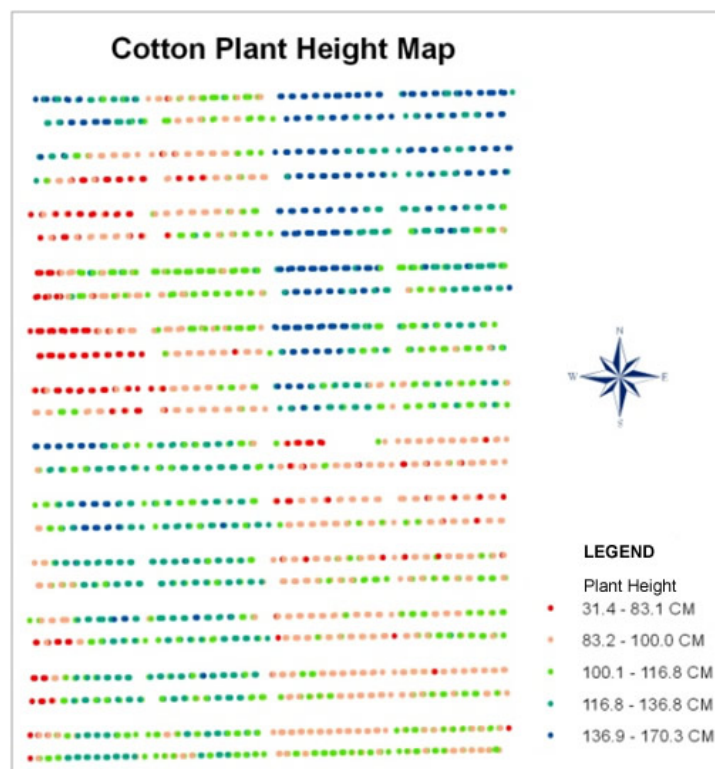 Cotton Plant Height Map
N
W E
S
LEGEND
Plant Height
31.4 - 83.1 CM
83.2 - 100.0 CM
100.1 - 116.8 CM
116.8 - 136.8 CM
136.9 - 170.3 CM